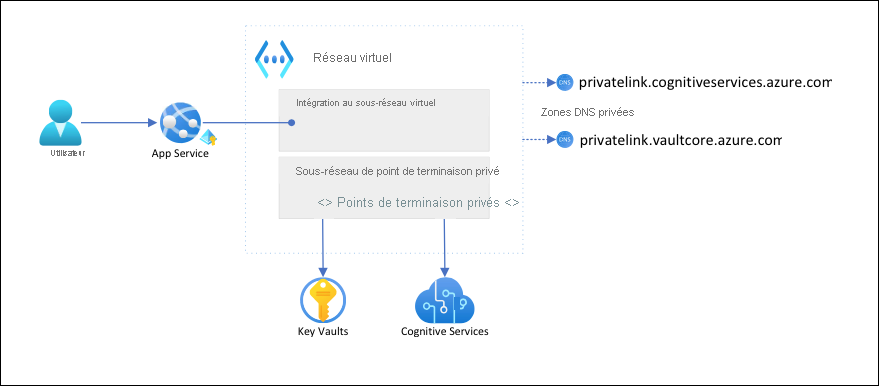 Réseau virtuel
Intégration au sous-réseau virtuel
Utilisateur
App Service
Sous-réseau de point de terminaison privé
<> Points de terminaison privés <>
Key Vaults
Cognitive Services
DNS privatelink.cognitiveservices.azure.com
Zones DNS privées
DNS privatelink.vaultcore.azure.com